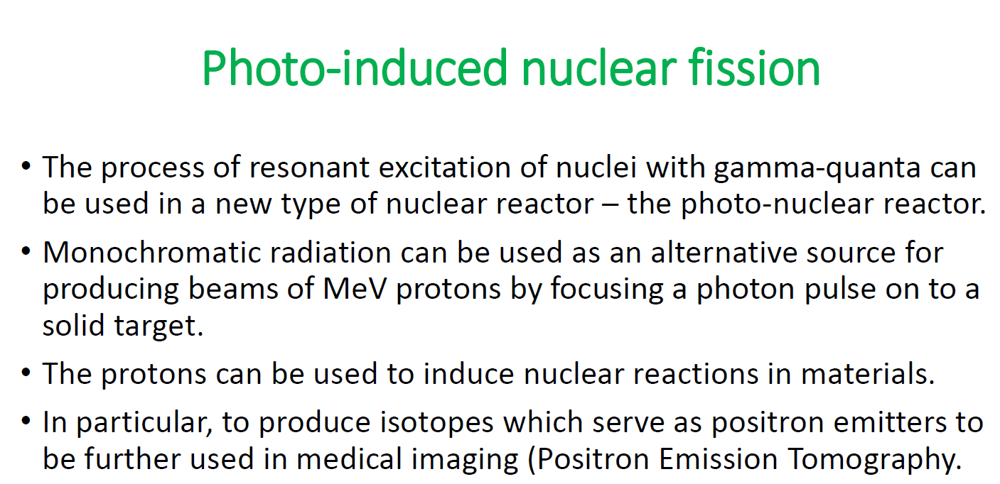 Photo-induced nuclear fission
• The process of resonant excitation of nuclei with gamma-quanta can
be used in a new type of nuclear reactor – the photo-nuclear reactor.
• Monochromatic radiation can be used as an alternative source for
producing beams of MeV protons by focusing a photon pulse on to a
solid target.
• The protons can be used to induce nuclear reactions in materials.
• In particular, to produce isotopes which serve as positron emitters to
be further used in medical imaging (Positron Emission Tomography.